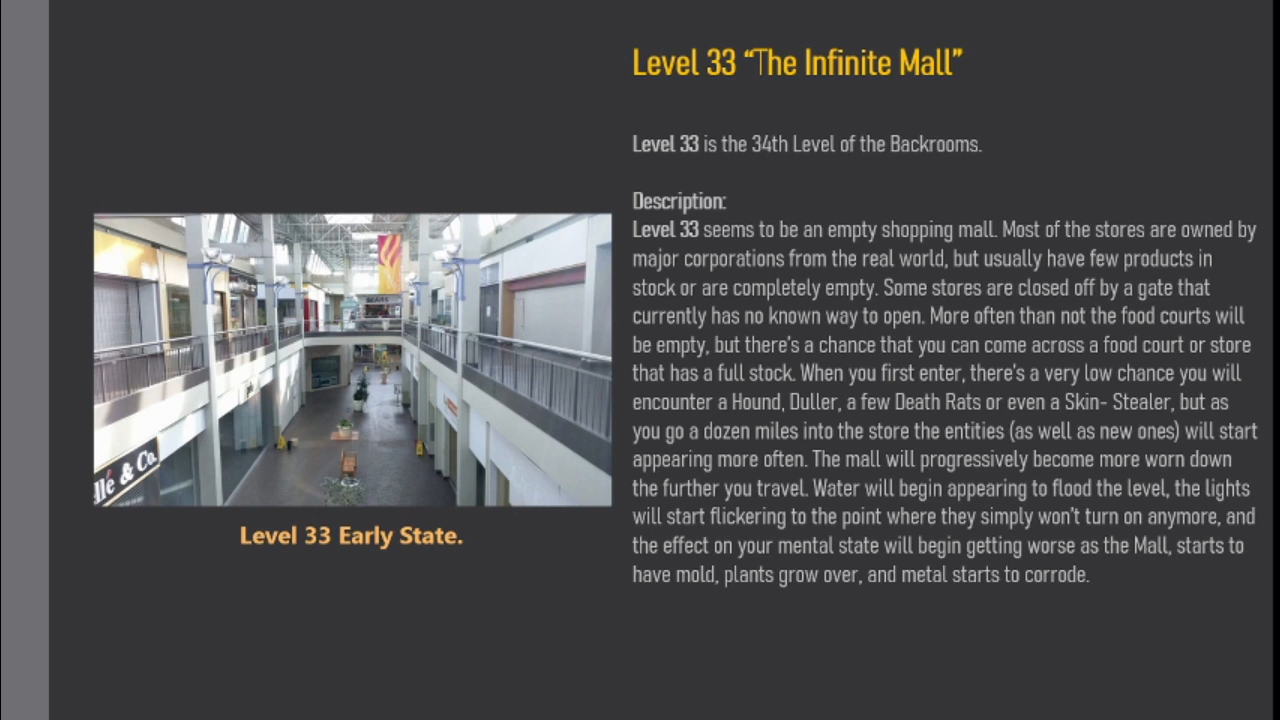 Level 33 “The Infinite Mall”
Level 33 is the 34th Level of the Backrooms.
Description:
Level 33 seems to be an empty shopping mall. Most of the stores are owned by
major corporations from the real world, but usually have few products in
stock or are completely empty. Some stores are closed off by a gate that
currently has no known way to open. More often than not the food courts will
be empty, but there's a chance that you can come across a food court or store
that has a full stock. When you first enter, there's a very low chance you will
encounter a Hound, Duller, a few Death Rats or even a Skin- Stealer, but as
you go a dozen miles into the store the entities (as well as new ones) will start
appearing more often. The mall will progressively become more worn down
the further you travel. Water will begin appearing to flood the level, the lights
will start flickering to the point where they simply won't turn on anymore, and
the effect on your mental state will begin getting worse as the Mall, starts to
have mold, plants grow over, and metal starts to corrode.
SEARS
llé & Co.
Level 33 Early State.